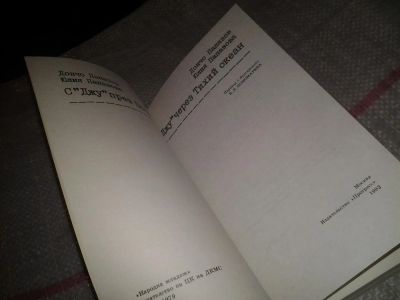 Дончо Папазов
Юлия Папазова
С "Джу" през
"Народна младеж"
на ЦК на ДКМС
1979
Дончо Папазов
Юлия Папазова
Джу" через Тихий океан
Москва
Издательство «Прогресс»
1982